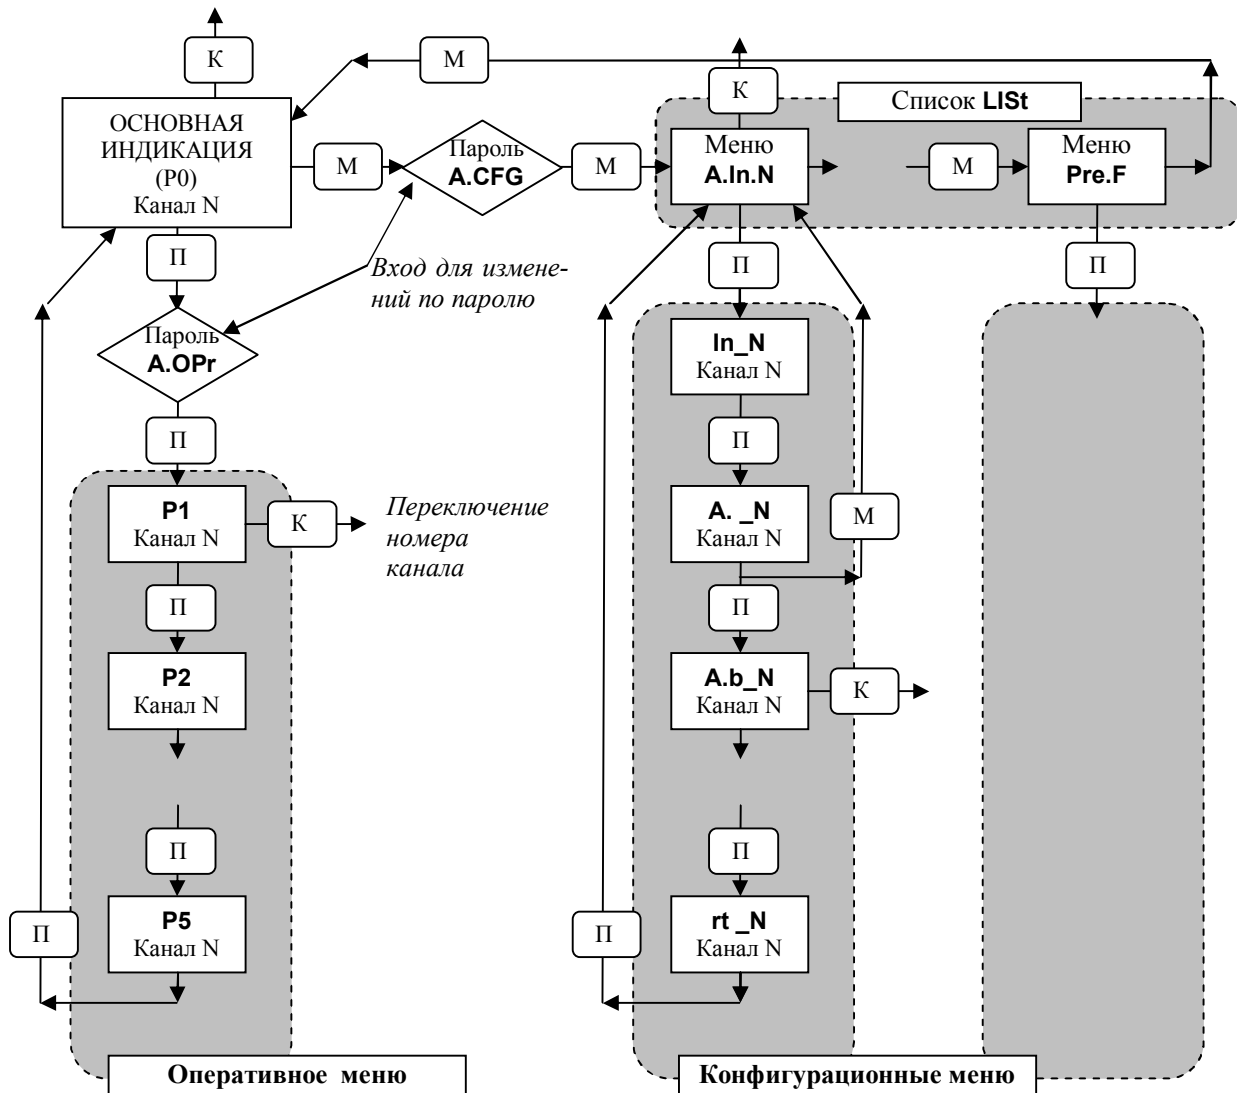 К
М
К
Список LISt
ОСНОВНАЯ
ИНДИКАЦИЯ
(P0)
Канал N
М
Пароль
A.CFG
М
Меню
A.In.N
М
Меню
Pre.F
П
Вход для измене-
ний по паролю
П
П
Пароль
A.OPr
In_N
Канал N
П
П
P1
Канал N
К
Переключение
номера
канала
A. _N
Канал N
М
П
П
P2
Канал N
A.b_N
Канал N
К
П
П
П
P5
Канал N
П
rt _N
Канал N
Оперативное меню
Конфигурационные меню